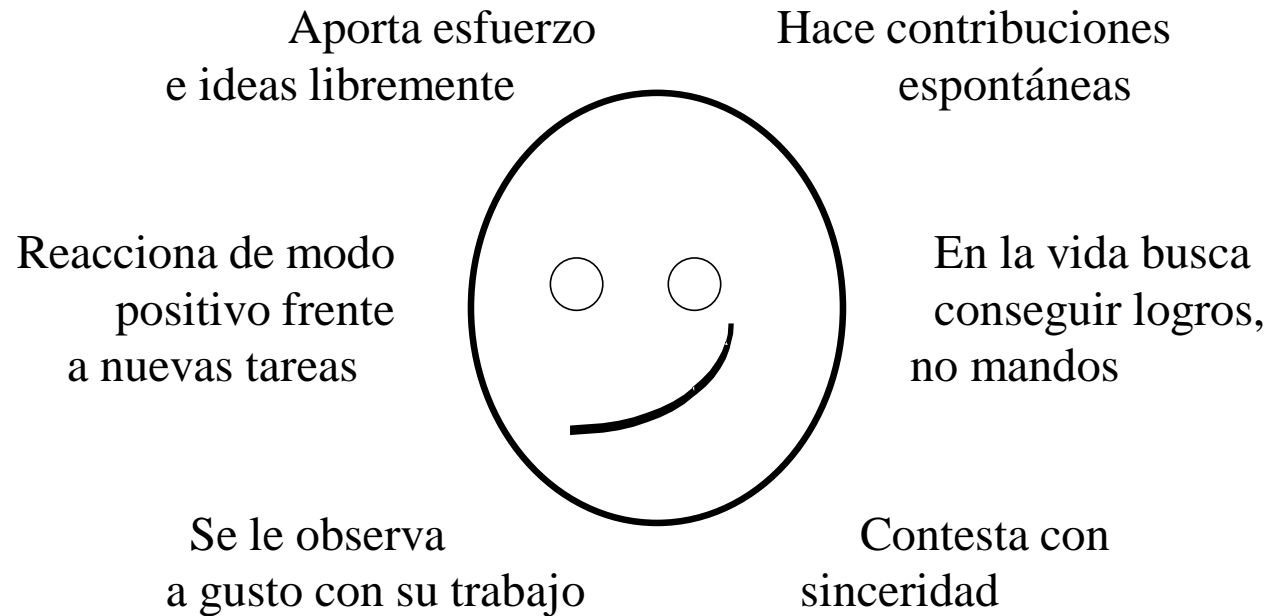 Aporta esfuerzo
e ideas libremente
Hace contribuciones
espontáneas
Reacciona de modo
positivo frente
a nuevas tareas
En la vida busca
conseguir logros,
no mandos
Se le observa
a gusto con su trabajo
Contesta con
sinceridad